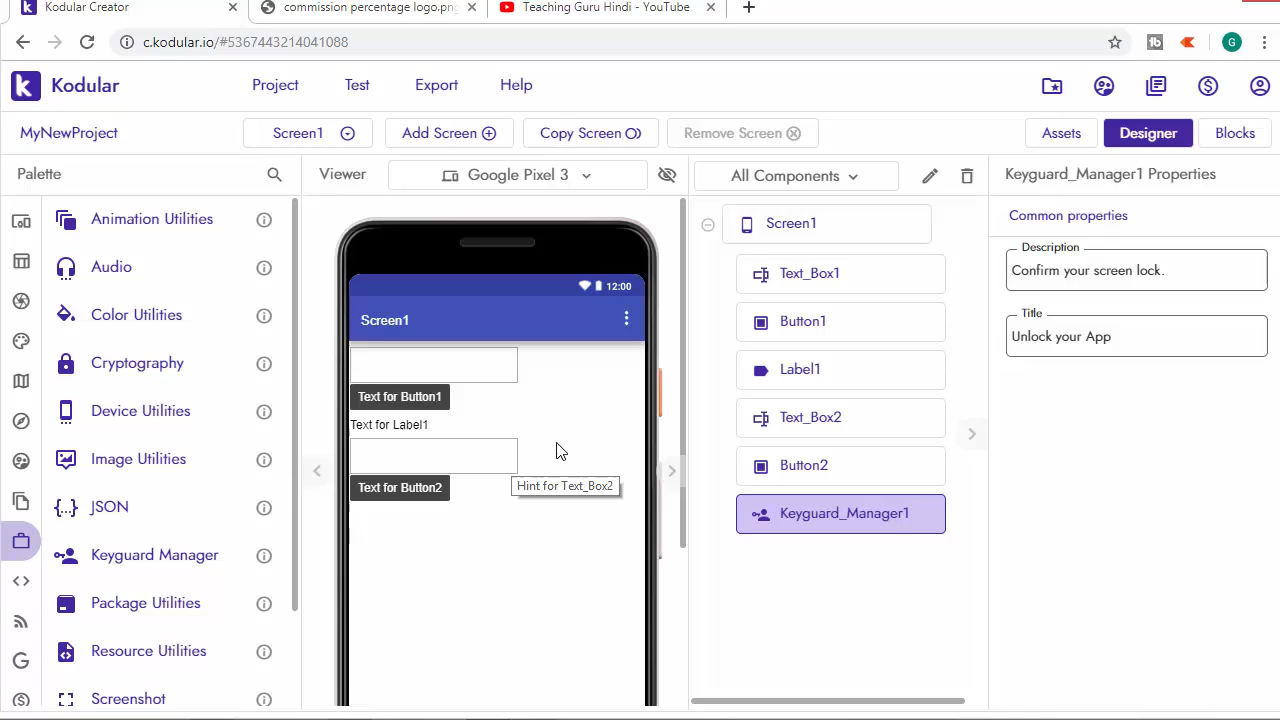 Kodular Creator
commission percentage logo.png
Teaching Guru Hindi - YouTube
c.kodular.io/#5367443214041088
G
Kodular
Project
Test
Export
Help
MyNewProject
Screen1
Add Screen
Copy Screen
Remove Screen
Assets
Designer
Blocks
Palette
Viewer
Google Pixel 3
All Components
Keyguard_Manager1 Properties
Animation Utilities
Audio
Color Utilities
Cryptography
Device Utilities
Image Utilities
JSON
Keyguard Manager
Package Utilities
Resource Utilities
Screenshot
12:00
Screen1
Text for Button1
Text for Label1
Hint for Text_Box2
Text for Button2
Screen1
Text_Box1
Button1
Label1
Text_Box2
Button2
Keyguard_Manager1
Common properties
Description
Confirm your screen lock.
Title
Unlock your App